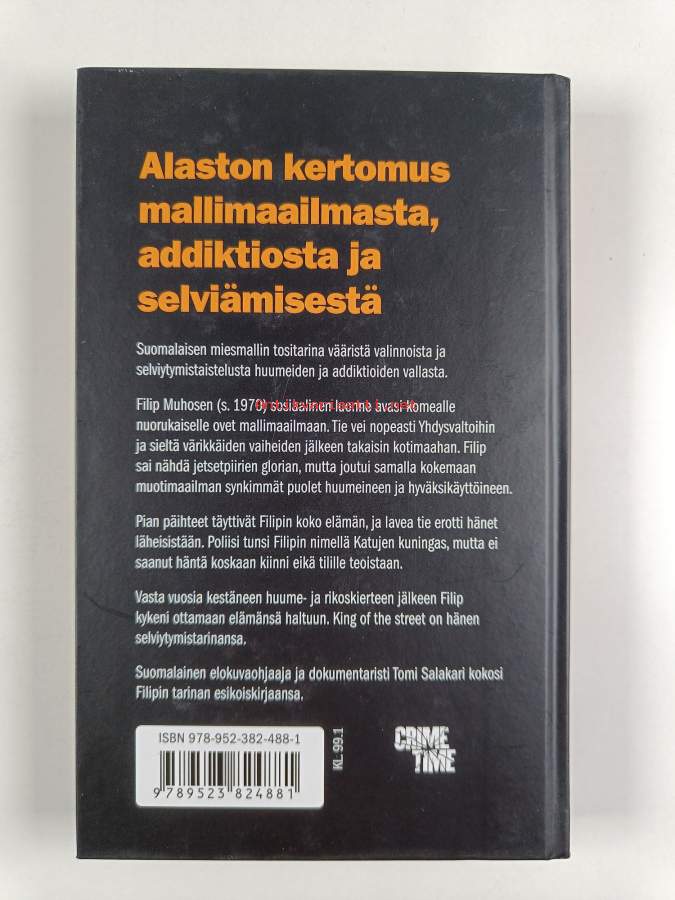 Alaston kertomus
mallimaailmasta,
addiktiosta ja
selviämisestä
Suomalaisen miesmallin tositarina vääristä valinnoista ja
selviytymistaistelusta huumeiden ja addiktioiden vallasta.
Filip Muhosen (s. 1970) sosiaalinen luonne avasi komealle
nuorukaiselle ovet mallimaailmaan. Tie vei nopeasti Yhdysvaltoihin
ja sieltä värikkäiden vaiheiden jälkeen takaisin kotimaahan. Filip
sai nähdä jetsetpiirien glorian, mutta joutui samalla kokemaan
muotimaailman synkimmät puolet huumeineen ja hyväksikäyttöineen.
Pian päihteet täyttivät Filipin koko elämän, ja lavea tie erotti hänet
läheisistään. Poliisi tunsi Filipin nimellä Katujen kuningas, mutta ei
saanut häntä koskaan kiinni eikä tilille teoistaan.
Vasta vuosia kestäneen huume- ja rikoskierteen jälkeen Filip
kykeni ottamaan elämänsä haltuun. King of the street on hänen
selviytymistarinansa.
Suomalainen elokuvaohjaaja ja dokumentaristi Tomi Salakari kokosi
Filipin tarinan esikoiskirjaansa.
ISBN 978-952-382-488-1
9 789523 824881
KL 99.1
CRIME
TIME